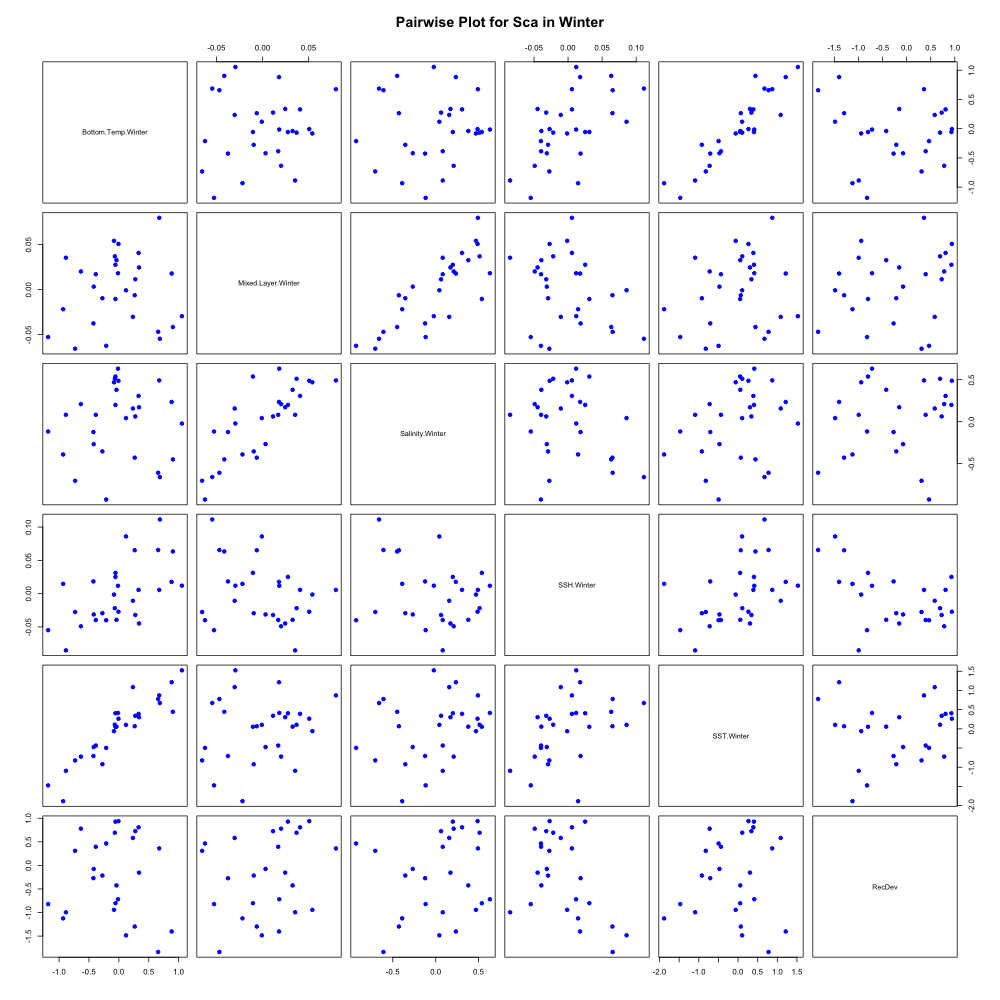 Pairwise Plot for Sca in Winter
-0.05 0.00 0.05
-0.05 0.00 0.05 0.10
-1.5 -1.0 -0.5 0.0 0.5 1.0
Bottom.Temp.Winter
-1.0 -0.5 0.0 0.5 1.0
-0.05 0.00 0.05
Mixed.Layer.Winter
Salinity.Winter
-0.5 0.0 0.5
-0.05 0.00 0.05 0.10
SSH.Winter
SST.Winter
-2.0 -1.0 0.0 0.5 1.5
-1.5 -1.0 -0.5 0.0 0.5 1.0
RecDev
-1.0 -0.5 0.0 0.5 1.0
-0.5 0.0 0.5
-2.0 -1.0 0.0 0.5 1.0 1.5